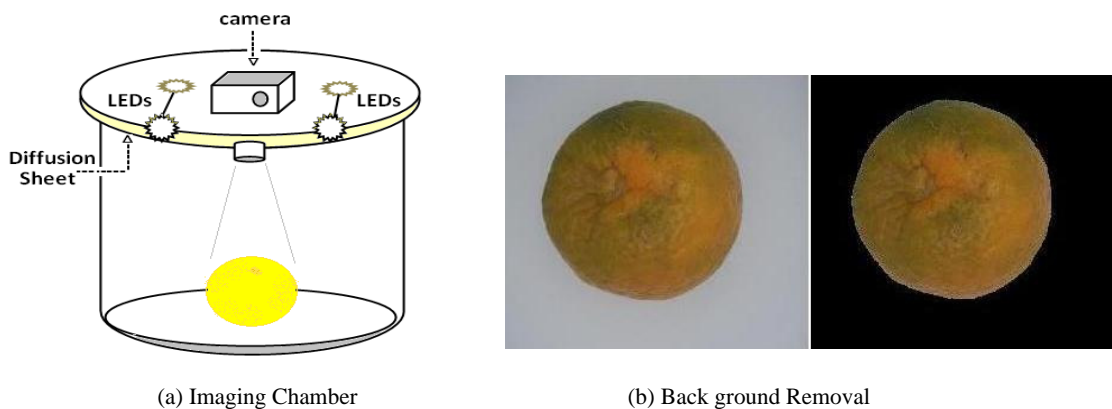 camera
LEDs
LEDs
Diffusion
Sheet
(a) Imaging Chamber
(b) Back ground Removal